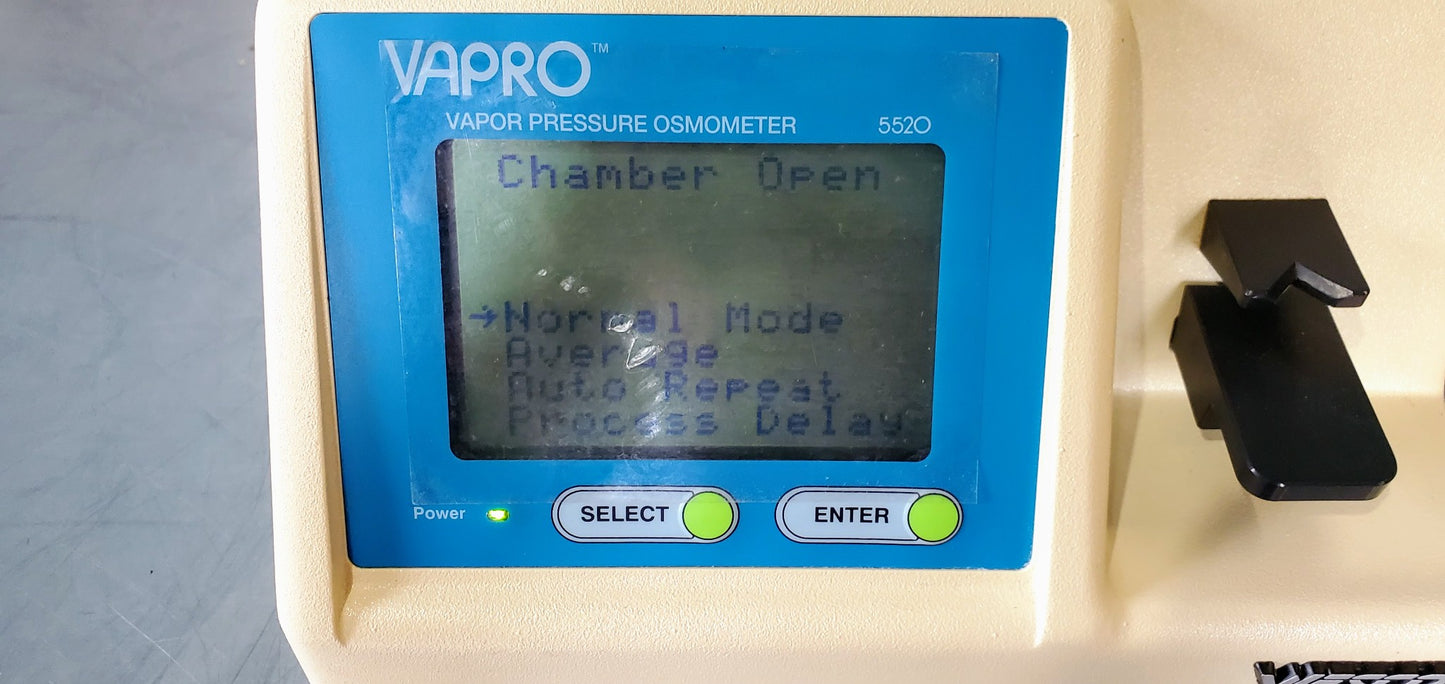 VAPRO™
VAPOR PRESSURE OSMOMETER 5520
Chamber Open
→Normal Mode
Average
Auto Repeat
Process Delay
Power SELECT ENTER